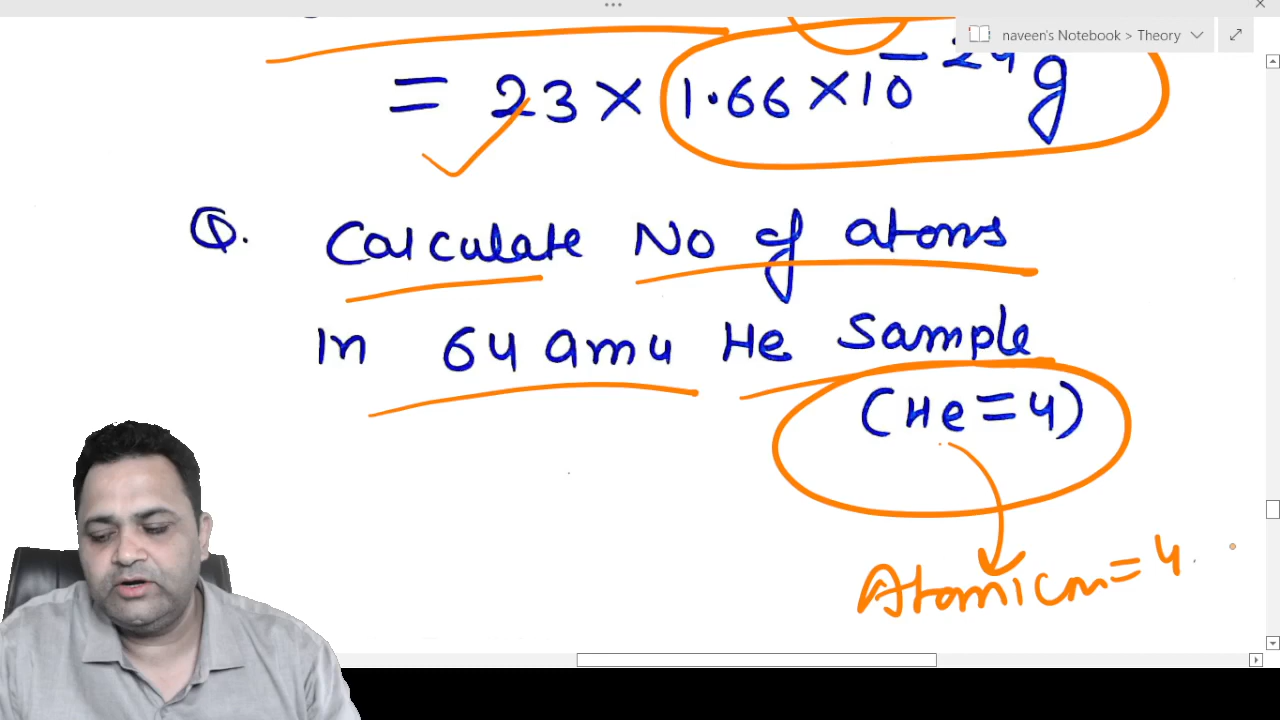 naveen's Notebook > Theory
= 23 × 1.66 × 10⁻²⁴ g
Q. Calculate No of atoms
In 64 amu He Sample
(He = 4)
Atomic m = 4